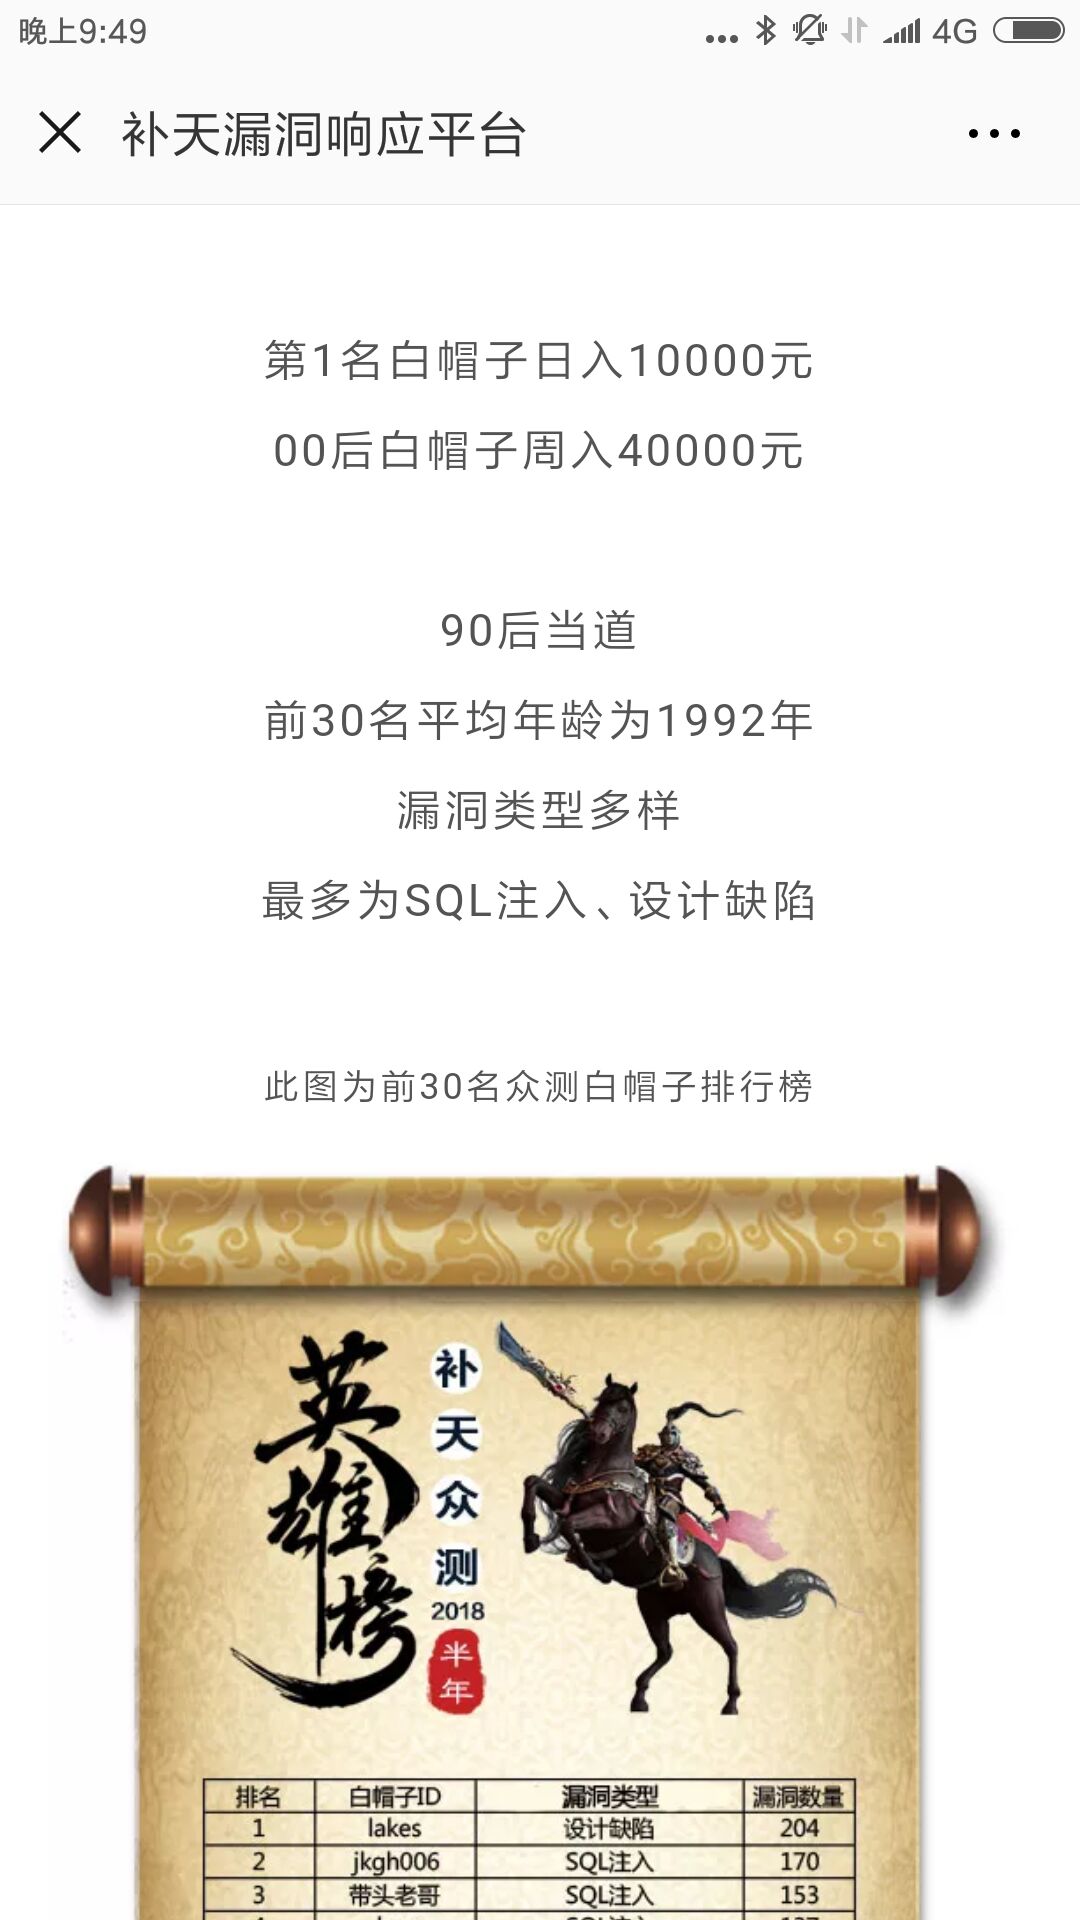 晚上9:49
4G
补天漏洞响应平台
第1名白帽子日入10000元
00后白帽子周入40000元
90后当道
前30名平均年龄为1992年
漏洞类型多样
最多为SQL注入、设计缺陷
此图为前30名众测白帽子排行榜
英雄榜
补天众测
2018
半年
排名 白帽子ID 漏洞类型 漏洞数量
1 lakes 设计缺陷 204
2 jkgh006 SQL注入 170
3 带头老哥 SQL注入 153